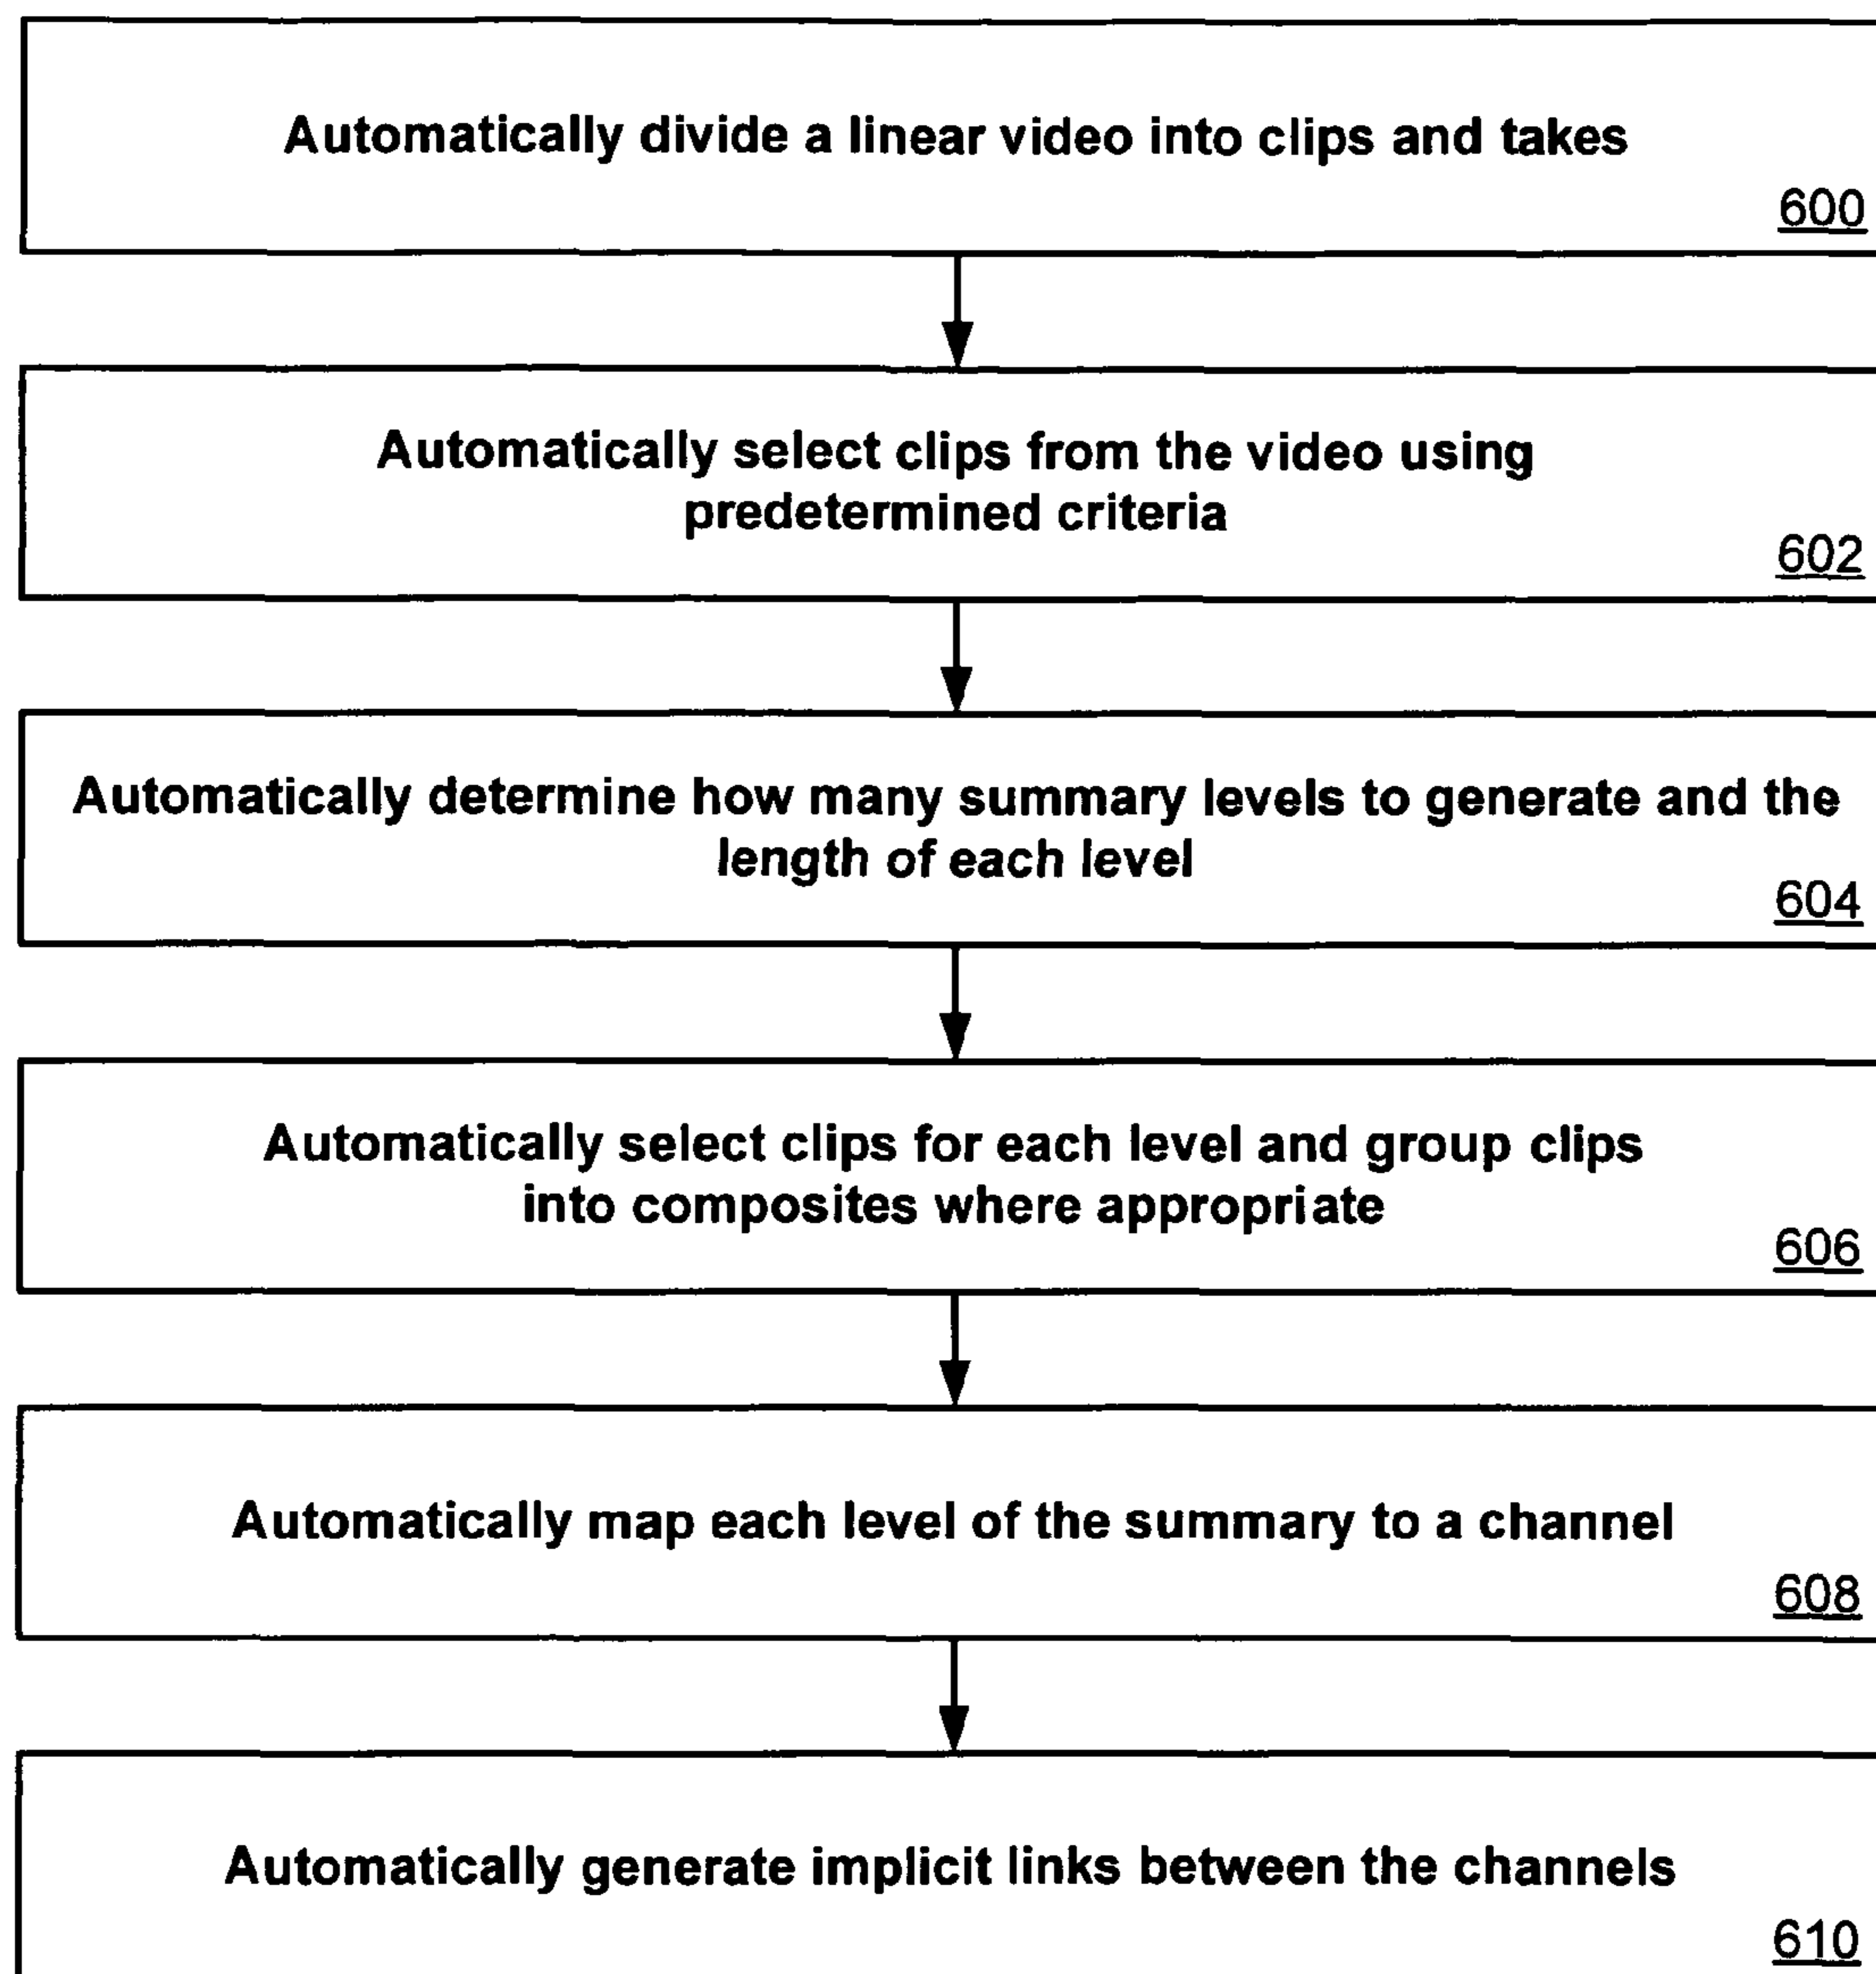 Automatically divide a linear video into clips and takes
600
Automatically select clips from the video using
predetermined criteria
602
Automatically determine how many summary levels to generate and the
length of each level
604
Automatically select clips for each level and group clips
into composites where appropriate
606
Automatically map each level of the summary to a channel
608
Automatically generate implicit links between the channels
610